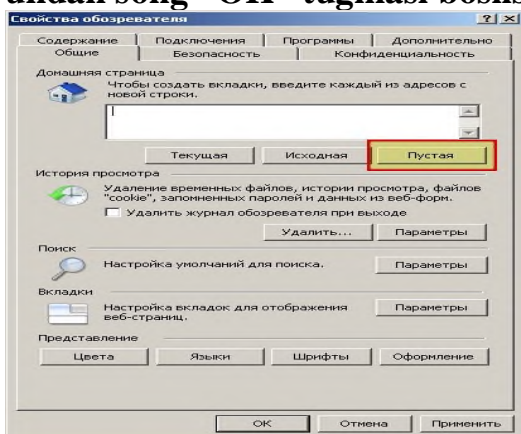 undan song "OK" tugmasi bosils
Свойства обозревателя
Содержание Подключения Программы Дополнительно
Общие Безопасность Конфиденциальность
Домашняя страница
Чтобы создать вкладки, введите каждый из адресов с
новой строки.
Текущая Исходная Пустая
История просмотра
Удаление временных файлов, истории просмотра, файлов
"cookie", запомненных паролей и данных из веб-форм.
Удалить журнал обозревателя при выходе
Удалить... Параметры
Поиск
Настройка умолчаний для поиска. Параметры
Вкладки
Настройка вкладок для отображения
веб-страниц. Параметры
Представление
Цвета Языки Шрифты Оформление
ОК Отмена Применить